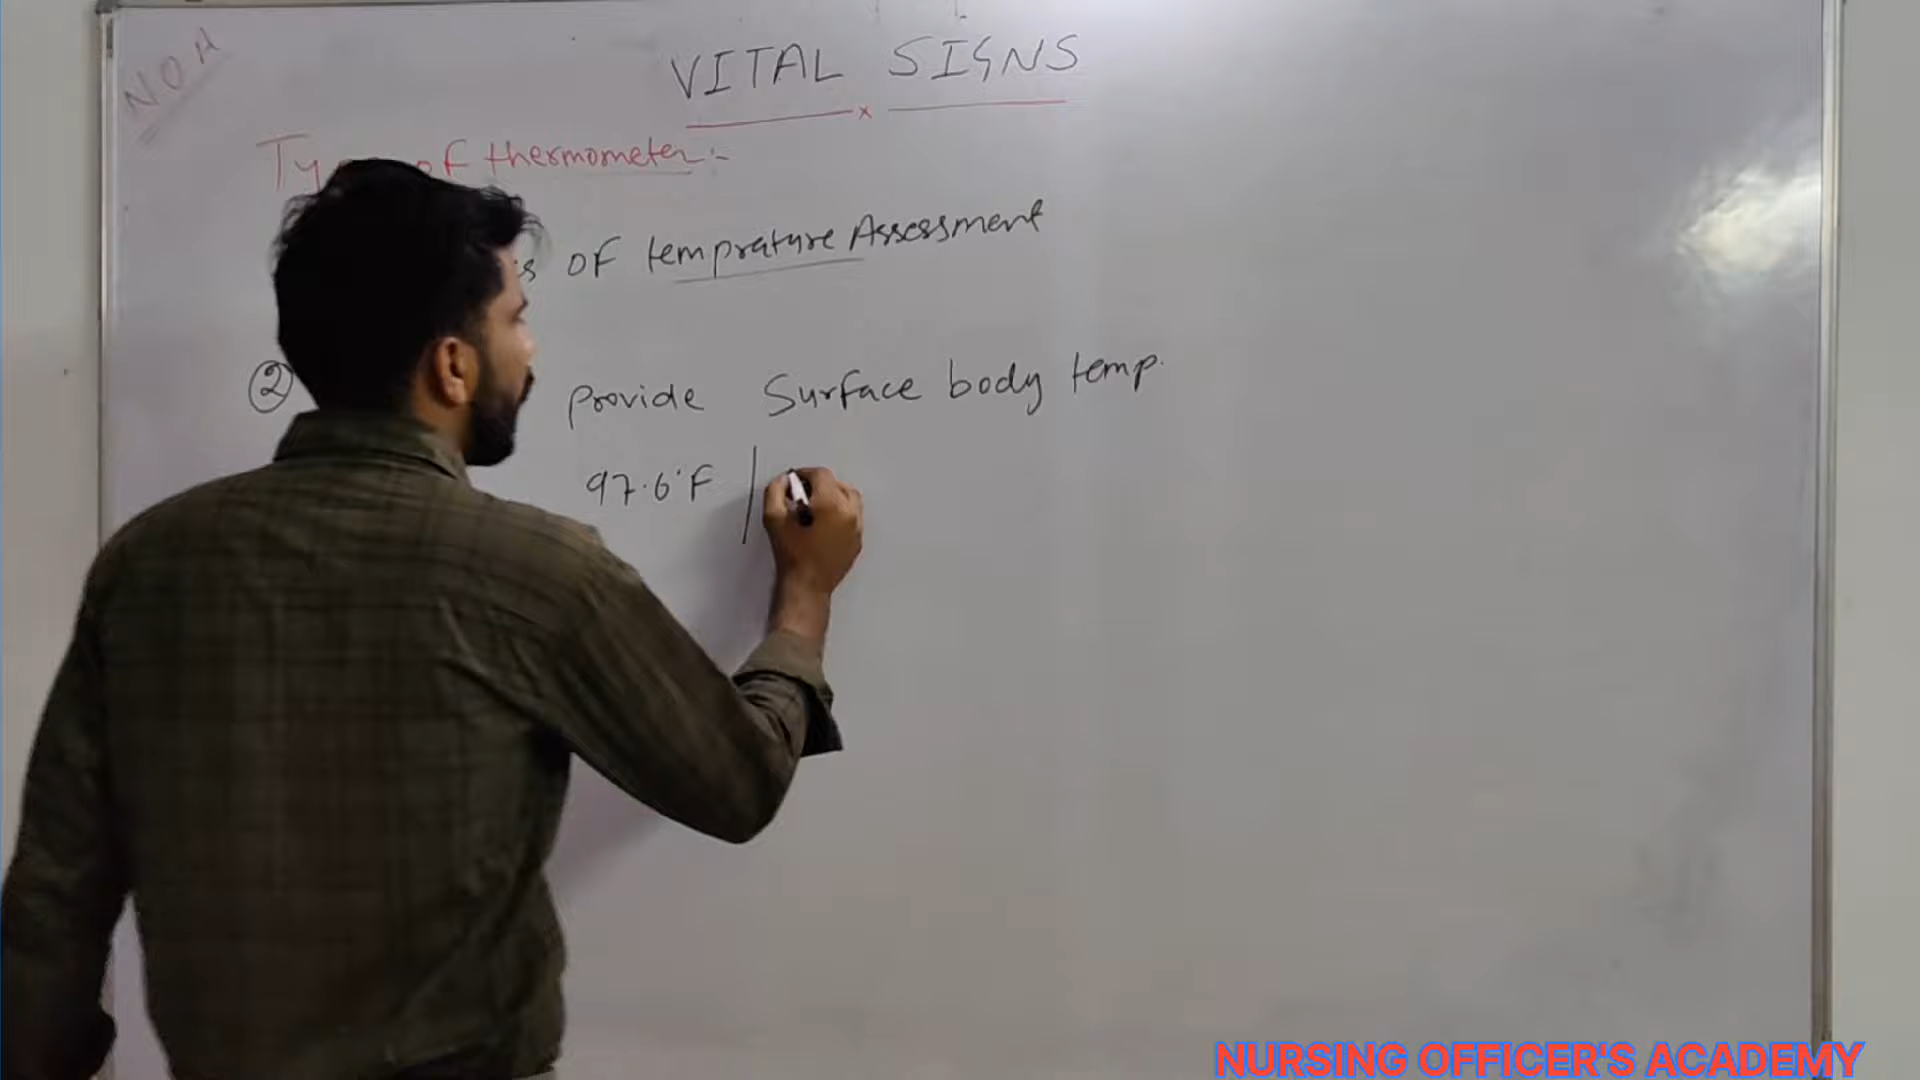 NOA
VITAL SIGNS
x
of thermometer:-
of temprature Assessment
② provide Surface body temp.
97.6°F
NURSING OFFICER'S ACADEMY